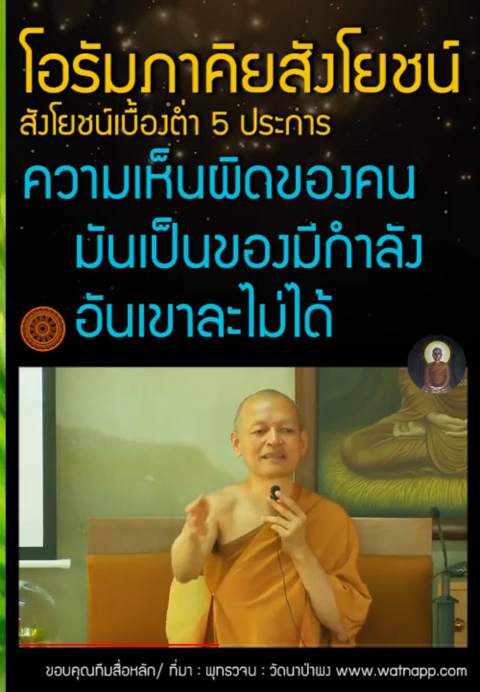 โอรัมภาคิยสังโยชน์
สังโยชน์เบื้องต่ำ 5 ประการ
ความเห็นผิดของคน
มันเป็นของมีกำลัง
อันเขาละไม่ได้
ขอบคุณทีมสื่อหลัก/ ที่มา : พุทธวจน : วัดนาป่าพง www.watnapp.com